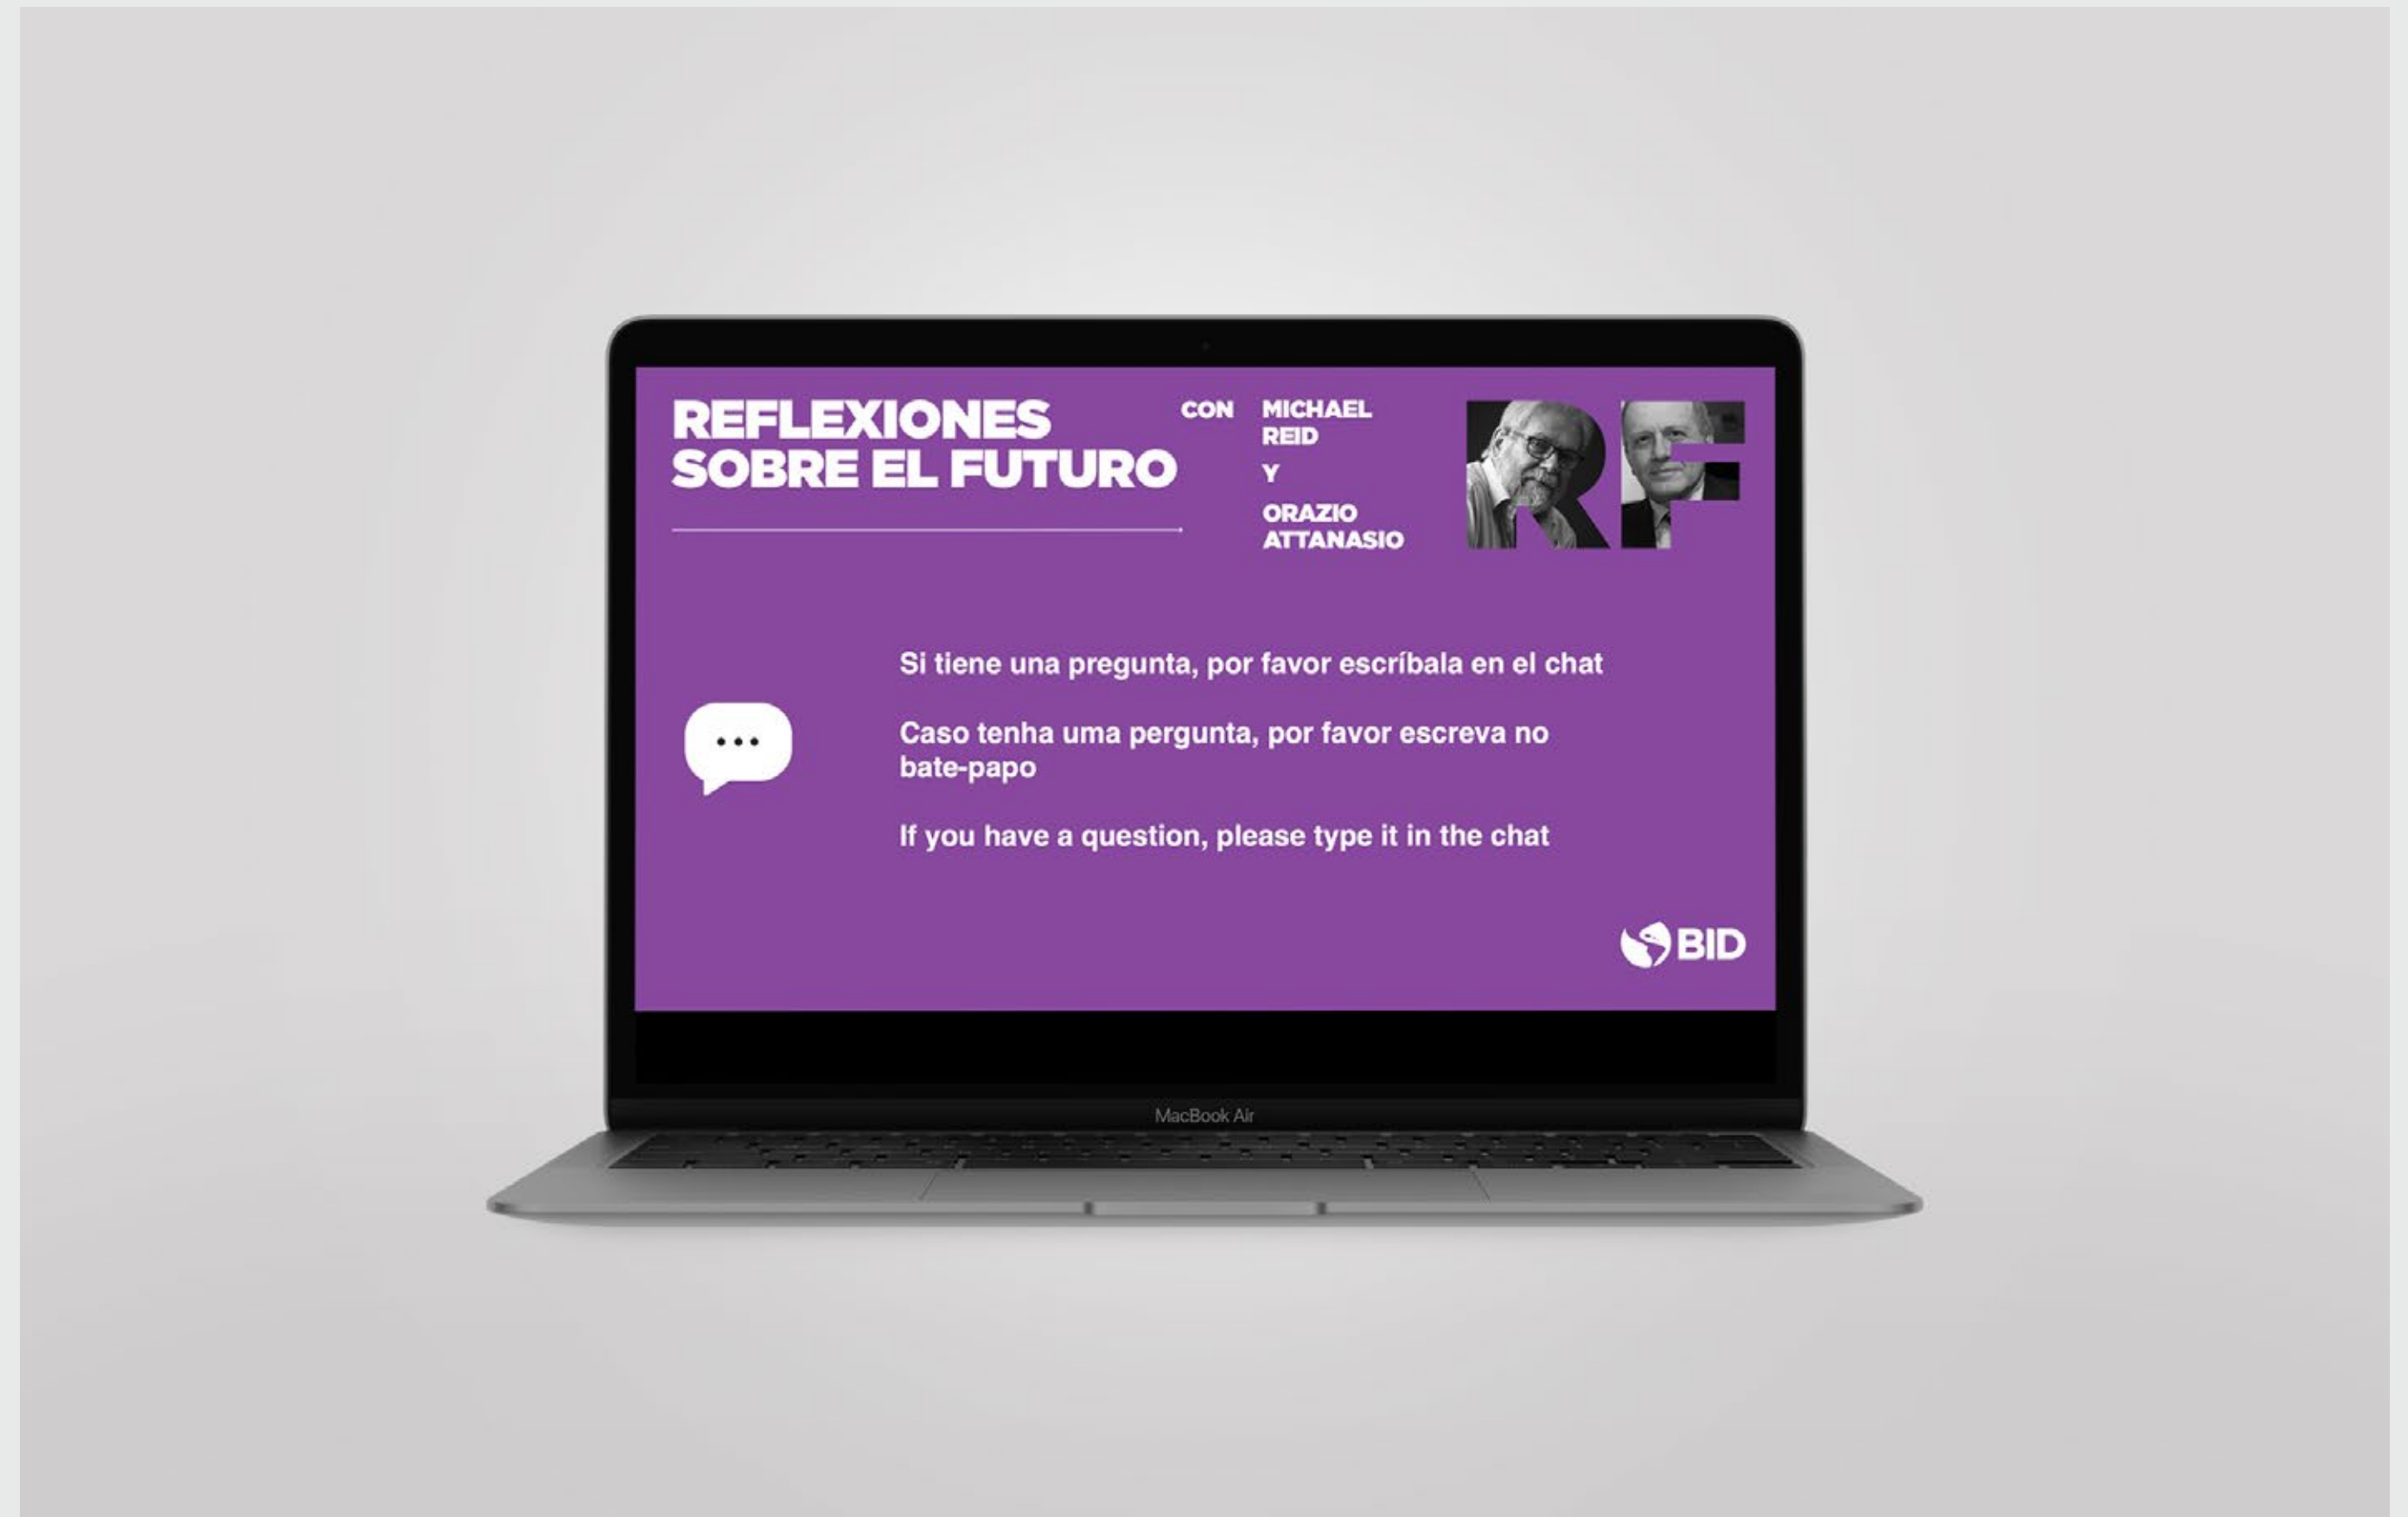 REFLEXIONES
SOBRE EL FUTURO
CON
MICHAEL
REID
Y
ORAZIO
ATTANASIO
RF
Si tiene una pregunta, por favor escríbala en el chat
Caso tenha uma pergunta, por favor escreva no
bate-papo
If you have a question, please type it in the chat
BID
MacBook Air